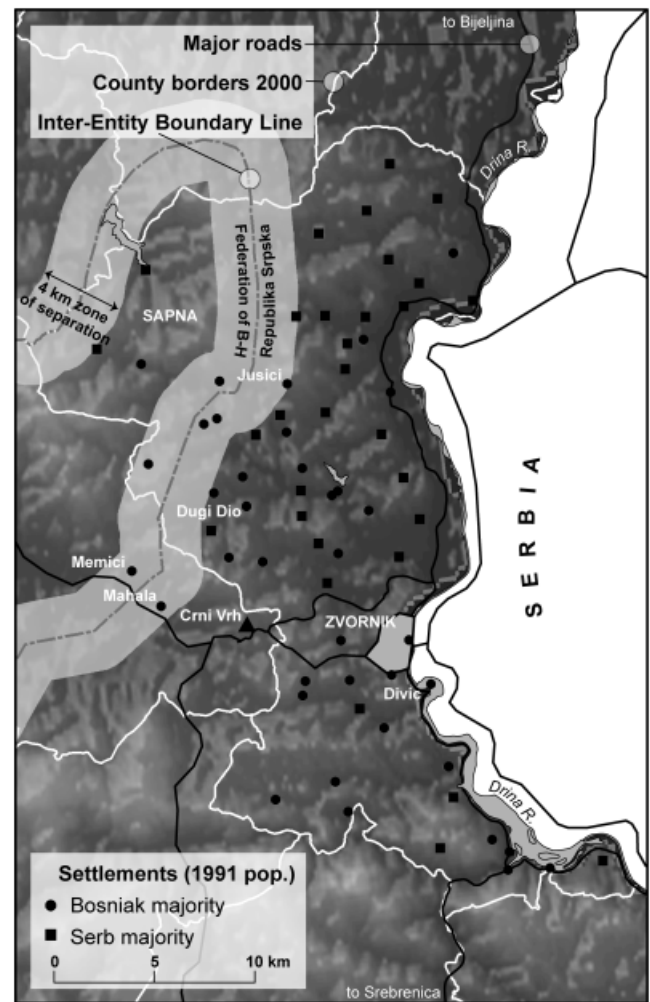 to Bijeljina
Major roads
County borders 2000
Inter-Entity Boundary Line
Drina R.
4 km zone
of separation
SAPNA
Federation of B-H
Republika Srpska
Jusici
SERBIA
Dugi Dio
Memici
Mahala
Crni Vrh
ZVORNIK
Divic
Drina R.
Settlements (1991 pop.)
Bosniak majority
Serb majority
0 5 10 km
to Srebrenica